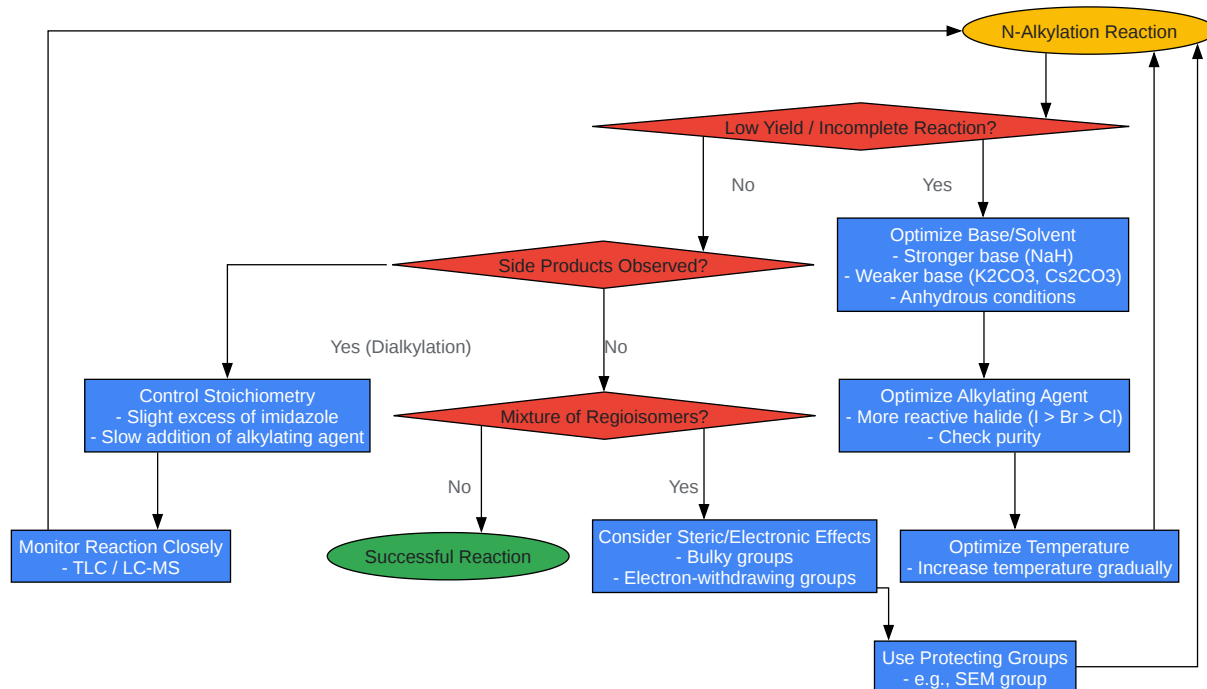 N-Alkylation Reaction
Low Yield / Incomplete Reaction?
No
Yes
Optimize Base/Solvent
- Stronger base (NaH)
- Weaker base (K2CO3, Cs2CO3)
- Anhydrous conditions
Side Products Observed?
Yes (Dialkylation)
No
Control Stoichiometry
- Slight excess of imidazole
- Slow addition of alkylating agent
Mixture of Regioisomers?
Optimize Alkylating Agent
- More reactive halide (I > Br > Cl)
- Check purity
No
Yes
Monitor Reaction Closely
- TLC / LC-MS
Successful Reaction
Consider Steric/Electronic Effects
- Bulky groups
- Electron-withdrawing groups
Optimize Temperature
- Increase temperature gradually
Use Protecting Groups
- e.g., SEM group